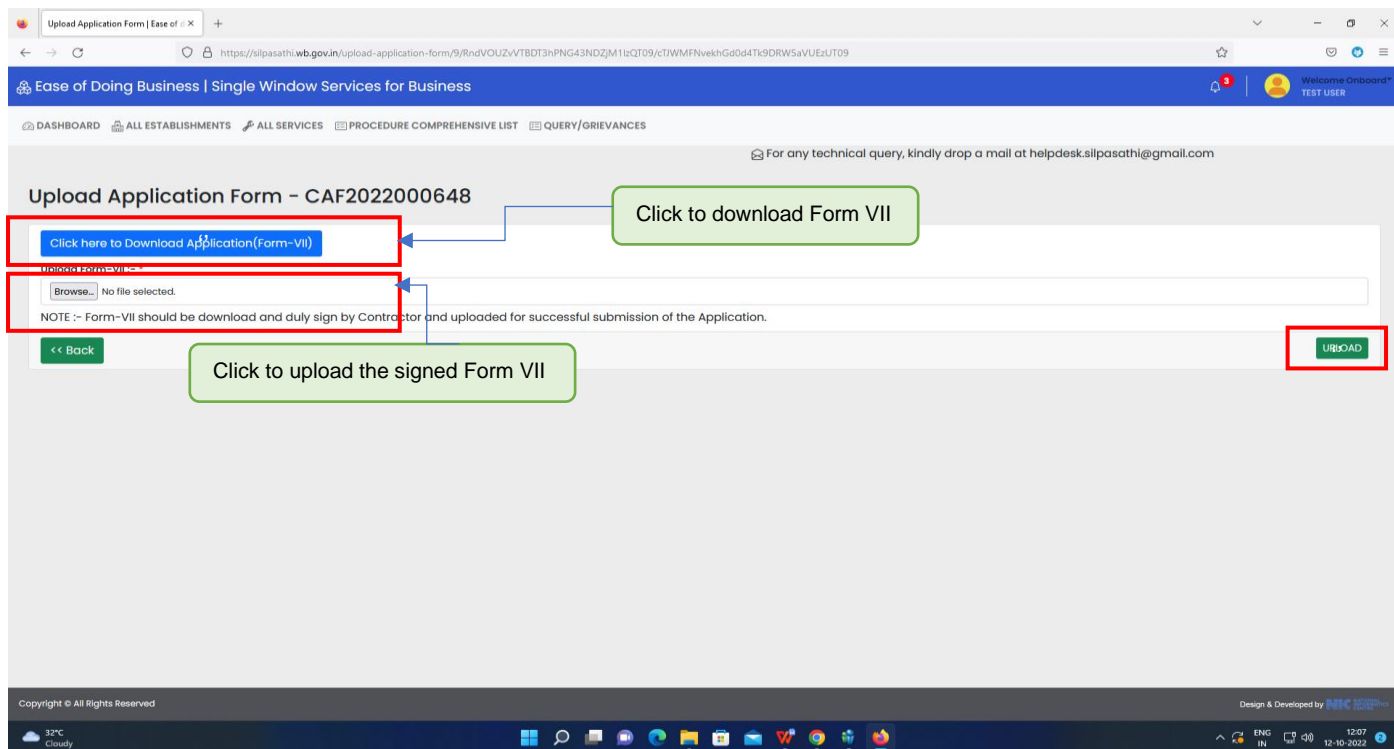 Upload Application Form | Ease of d
https://silpasathi.wb.gov.in/upload-application-form/9/RndVOUZvVTBDT3hPNG43NDZjM1lzQT09/cTJWMFNvekhGd0d4Tk9DRW5aVUEzUT09
Ease of Doing Business | Single Window Services for Business
3
Welcome Onboard*
TEST USER
DASHBOARD ALL ESTABLISHMENTS ALL SERVICES PROCEDURE COMPREHENSIVE LIST QUERY/GRIEVANCES
For any technical query, kindly drop a mail at helpdesk.silpasathi@gmail.com
Upload Application Form - CAF2022000648
Click to download Form VII
Click here to Download Application(Form-VII)
Upload Form-VII :- *
Browse... No file selected.
NOTE :- Form-VII should be download and duly sign by Contractor and uploaded for successful submission of the Application.
<< Back
UPLOAD
Click to upload the signed Form VII
Copyright © All Rights Reserved
Design & Developed by NIC
32°C
Cloudy
ENG
IN
12:07
12-10-2022
2